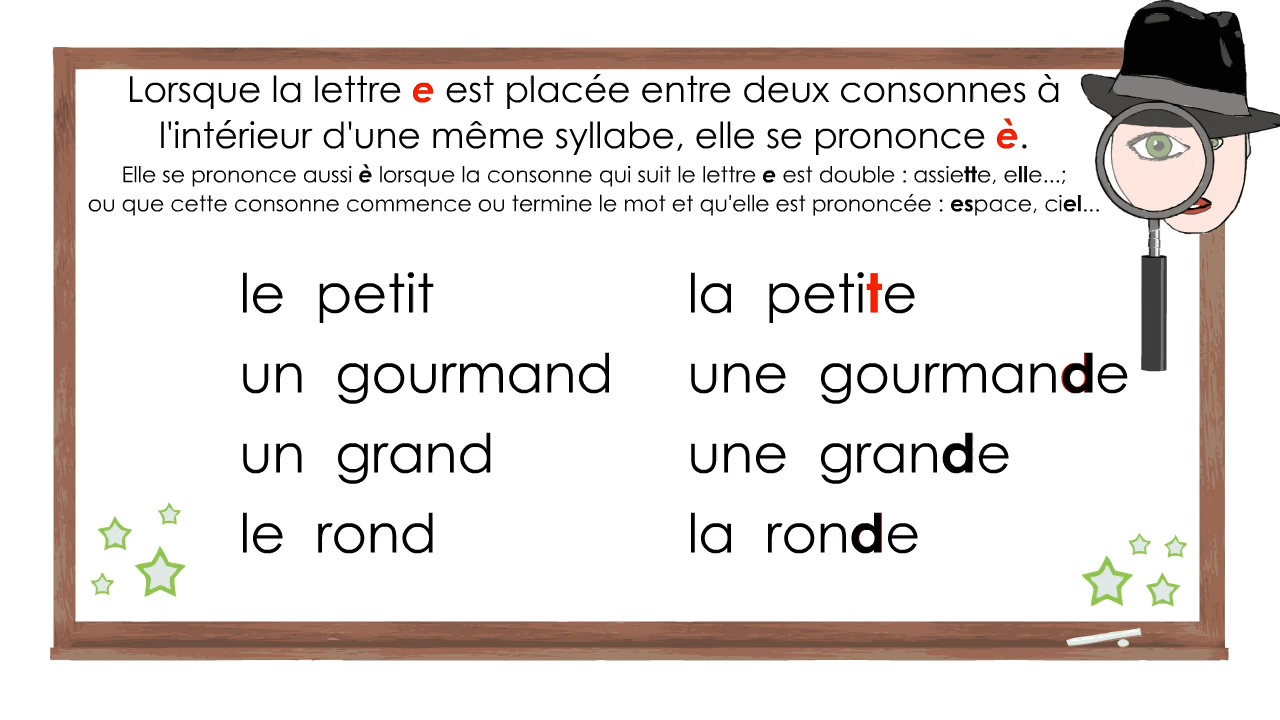 Lorsque la lettre e est placée entre deux consonnes à
l'intérieur d'une même syllabe, elle se prononce è.
Elle se prononce aussi è lorsque la consonne qui suit le lettre e est double : assiette, elle...;
ou que cette consonne commence ou termine le mot et qu'elle est prononcée : espace, ciel...
le petit la petite
un gourmand une gourmande
un grand une grande
le rond la ronde